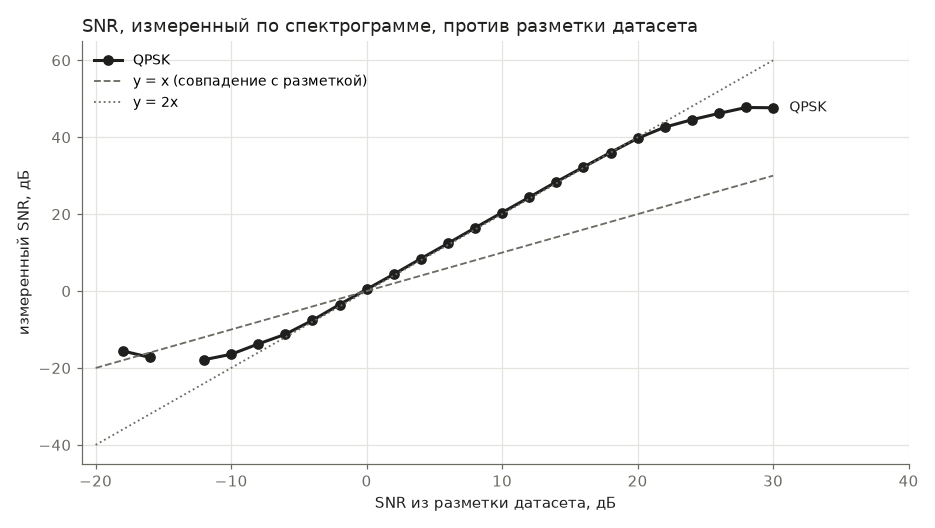 SNR, измеренный по спектрограмме, против разметки датасета
QPSK
y = x (совпадение с разметкой)
y = 2x
QPSK
60
40
20
0
−20
−40
измеренный SNR, дБ
−20
−10
0
10
20
30
40
SNR из разметки датасета, дБ